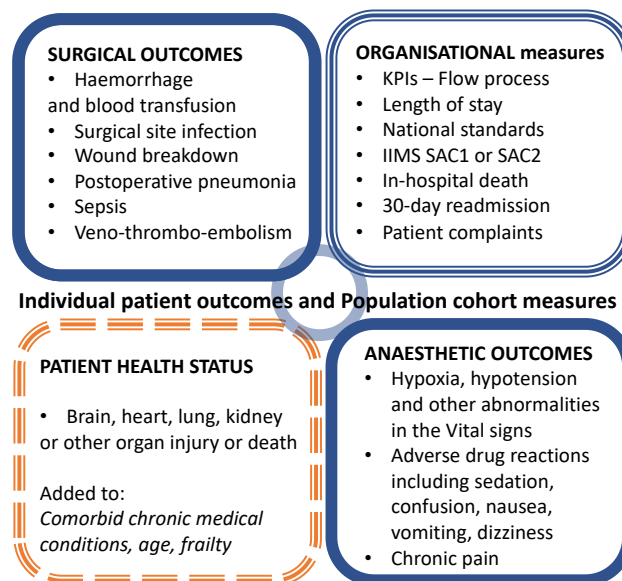 SURGICAL OUTCOMES
• Haemorrhage
and blood transfusion
• Surgical site infection
• Wound breakdown
• Postoperative pneumonia
• Sepsis
• Veno-thrombo-embolism
ORGANISATIONAL measures
• KPIs – Flow process
• Length of stay
• National standards
• IIMS SAC1 or SAC2
• In-hospital death
• 30-day readmission
• Patient complaints
Individual patient outcomes and Population cohort measures
PATIENT HEALTH STATUS
• Brain, heart, lung, kidney
or other organ injury or death
Added to:
Comorbid chronic medical
conditions, age, frailty
ANAESTHETIC OUTCOMES
• Hypoxia, hypotension
and other abnormalities
in the Vital signs
• Adverse drug reactions
including sedation,
confusion, nausea,
vomiting, dizziness
• Chronic pain